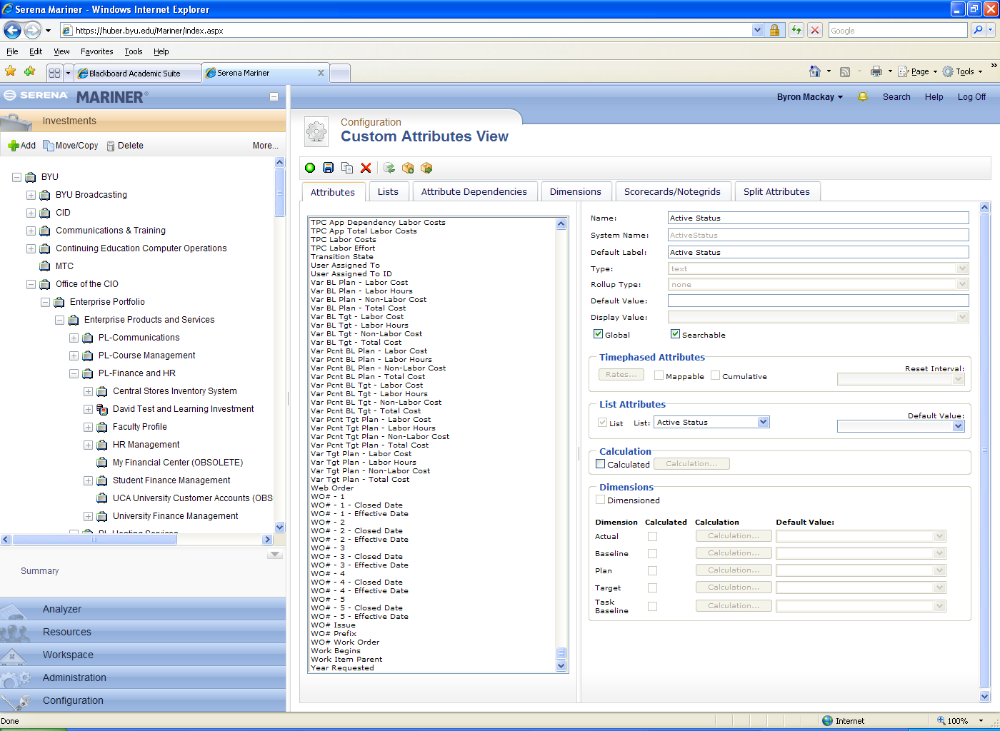 Serena Mariner - Windows Internet Explorer
https://huber.byu.edu/Mariner/index.aspx
Google
File Edit View Favorites Tools Help
Blackboard Academic Suite
Serena Mariner
Page Tools »
SERENA MARINER®
Byron Mackay Search Help Log Off
Investments
Add Move/Copy Delete More...
BYU
BYU Broadcasting
CID
Communications & Training
Continuing Education Computer Operations
MTC
Office of the CIO
Enterprise Portfolio
Enterprise Products and Services
PL-Communications
PL-Course Management
PL-Finance and HR
Central Stores Inventory System
David Test and Learning Investment
Faculty Profile
HR Management
My Financial Center (OBSOLETE)
Student Finance Management
UCA University Customer Accounts (OBS
University Finance Management
PL-Hosting Services
Summary
Analyzer
Resources
Workspace
Administration
Configuration
Configuration
Custom Attributes View
Attributes Lists Attribute Dependencies Dimensions Scorecards/Notegrids Split Attributes
TPC App Dependency Labor Costs
TPC App Total Labor Costs
TPC Labor Costs
TPC Labor Effort
Transition State
User Assigned To
User Assigned To ID
Var BL Plan - Labor Cost
Var BL Plan - Labor Hours
Var BL Plan - Non-Labor Cost
Var BL Plan - Total Cost
Var BL Tgt - Labor Cost
Var BL Tgt - Labor Hours
Var BL Tgt - Non-Labor Cost
Var BL Tgt - Total Cost
Var Pcnt BL Plan - Labor Cost
Var Pcnt BL Plan - Labor Hours
Var Pcnt BL Plan - Non-Labor Cost
Var Pcnt BL Plan - Total Cost
Var Pcnt BL Tgt - Labor Cost
Var Pcnt BL Tgt - Labor Hours
Var Pcnt BL Tgt - Non-Labor Cost
Var Pcnt BL Tgt - Total Cost
Var Pcnt Tgt Plan - Labor Cost
Var Pcnt Tgt Plan - Labor Hours
Var Pcnt Tgt Plan - Non-Labor Cost
Var Pcnt Tgt Plan - Total Cost
Var Tgt Plan - Labor Cost
Var Tgt Plan - Labor Hours
Var Tgt Plan - Non-Labor Cost
Var Tgt Plan - Total Cost
Web Order
WO# - 1
WO# - 1 - Closed Date
WO# - 1 - Effective Date
WO# - 2
WO# - 2 - Closed Date
WO# - 2 - Effective Date
WO# - 3
WO# - 3 - Closed Date
WO# - 3 - Effective Date
WO# - 4
WO# - 4 - Closed Date
WO# - 4 - Effective Date
WO# - 5
WO# - 5 - Closed Date
WO# - 5 - Effective Date
WO# Issue
WO# Prefix
WO# Work Order
Work Begins
Work Item Parent
Year Requested
Name: Active Status
System Name: ActiveStatus
Default Label: Active Status
Type: text
Rollup Type: none
Default Value:
Display Value:
Global Searchable
Timephased Attributes
Rates... Mappable Cumulative Reset Interval:
List Attributes
List List: Active Status Default Value:
Calculation
Calculated Calculation...
Dimensions
Dimensioned
Dimension Calculated Calculation Default Value:
Actual Calculation...
Baseline Calculation...
Plan Calculation...
Target Calculation...
Task Baseline Calculation...
Done Internet 100%